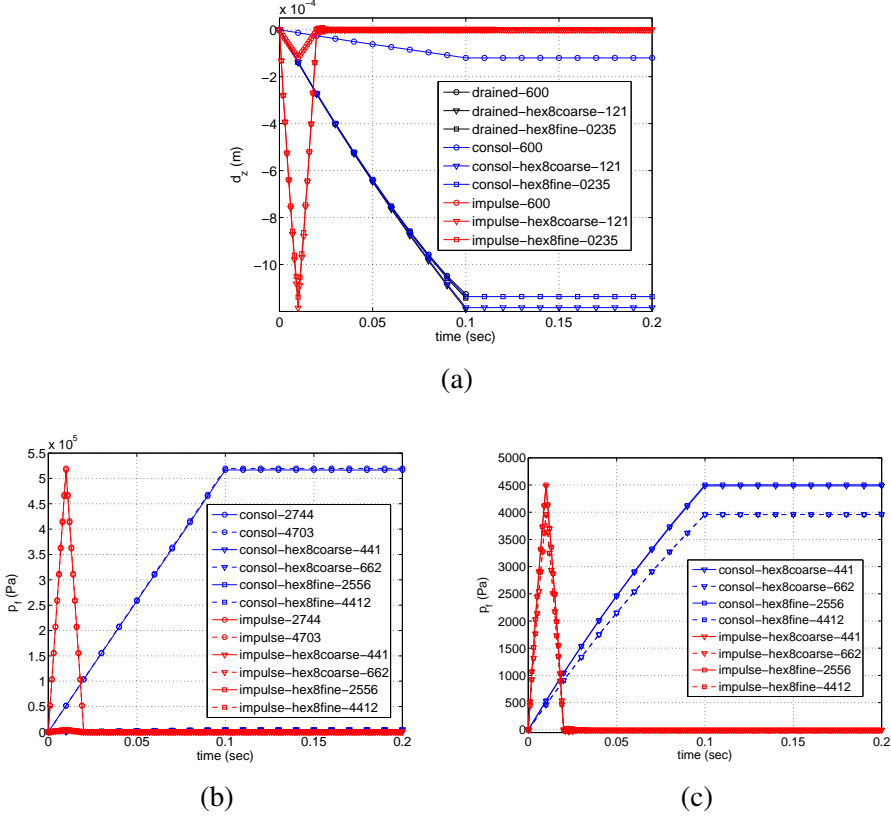 x 10⁻⁴
0
−2
−4
−6
−8
−10
d_z (m)
drained−600
drained−hex8coarse−121
drained−hex8fine−0235
consol−600
consol−hex8coarse−121
consol−hex8fine−0235
impulse−600
impulse−hex8coarse−121
impulse−hex8fine−0235
0 0.05 0.1 0.15 0.2
time (sec)
(a)
x 10⁵
5.5
5
4.5
4
3.5
3
2.5
2
1.5
1
0.5
0
p_f (Pa)
consol−2744
consol−4703
consol−hex8coarse−441
consol−hex8coarse−662
consol−hex8fine−2556
consol−hex8fine−4412
impulse−2744
impulse−4703
impulse−hex8coarse−441
impulse−hex8coarse−662
impulse−hex8fine−2556
impulse−hex8fine−4412
0 0.05 0.1 0.15 0.2
time (sec)
(b)
5000
4500
4000
3500
3000
2500
2000
1500
1000
500
0
p_f (Pa)
consol−hex8coarse−441
consol−hex8coarse−662
consol−hex8fine−2556
consol−hex8fine−4412
impulse−hex8coarse−441
impulse−hex8coarse−662
impulse−hex8fine−2556
impulse−hex8fine−4412
0 0.05 0.1 0.15 0.2
time (sec)
(c)